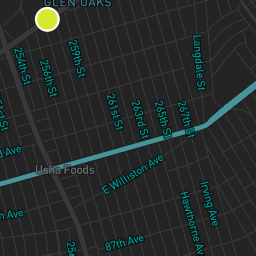 GLEN OAKS
254th St
256th St
259th St
Langdale St
261st St
263rd St
265th St
267th St
Ave
Usha Foods
E Williston Ave
Irving Ave
Hawthorne Av
87th Ave